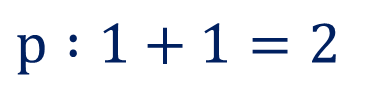 p : 1 + 1 = 2